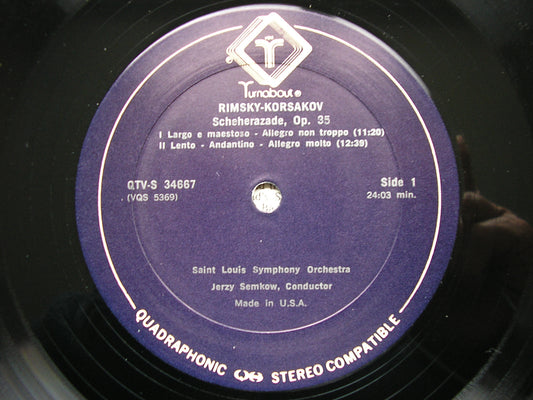 Turnabout ®
RIMSKY-KORSAKOV
Scheherazade, Op. 35
I Largo e maestoso - Allegro non troppo (11:20)
II Lento - Andantino - Allegro molto (12:39)
QTV-S 34667 Side 1
(VQS 5369) 24:03 min.
Saint Louis Symphony Orchestra
Jerzy Semkow, Conductor
Made in U.S.A.
QUADRAPHONIC QS STEREO COMPATIBLE